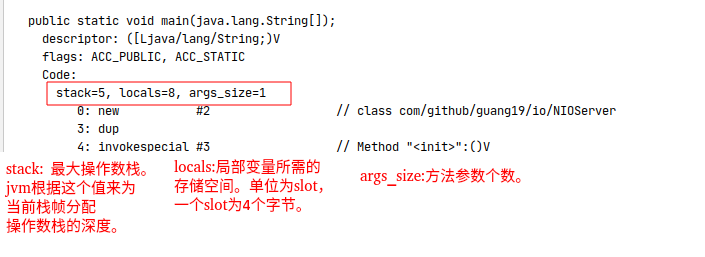 public static void main(java.lang.String[]);
descriptor: ([Ljava/lang/String;)V
flags: ACC_PUBLIC, ACC_STATIC
Code:
stack=5, locals=8, args_size=1
0: new #2 // class com/github/guang19/io/NIOServer
3: dup
4: invokespecial #3 // Method "<init>":()V
stack: 最大操作数栈。
jvm根据这个值来为
当前栈帧分配
操作数栈的深度。
locals:局部变量所需的
存储空间。单位为slot，
一个slot为4个字节。
args_size:方法参数个数。